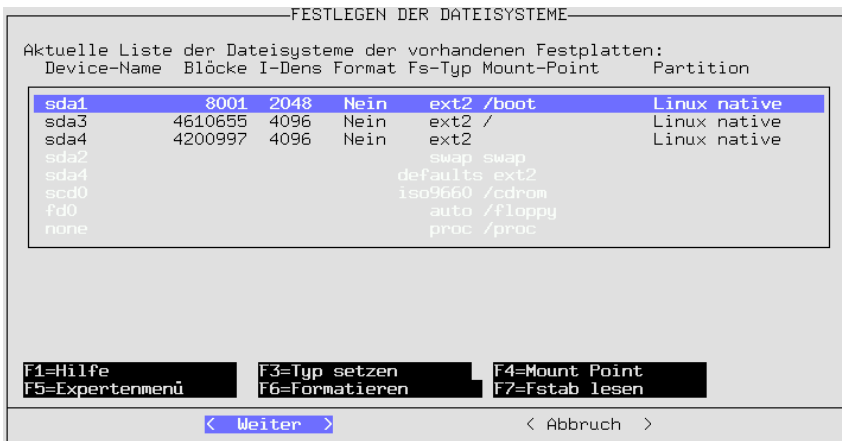 FESTLEGEN DER DATEISYSTEME
Aktuelle Liste der Dateisysteme der vorhandenen Festplatten:
Device-Name Blöcke I-Dens Format Fs-Typ Mount-Point Partition
sda1 8001 2048 Nein ext2 /boot Linux native
sda3 4610655 4096 Nein ext2 / Linux native
sda4 4200997 4096 Nein ext2 Linux native
sda2 swap swap
sda4 defaults ext2
scd0 iso9660 /cdrom
fd0 auto /floppy
none proc /proc
F1=Hilfe F3=Typ setzen F4=Mount Point
F5=Expertenmenü F6=Formatieren F7=Fstab lesen
< Weiter > < Abbruch >